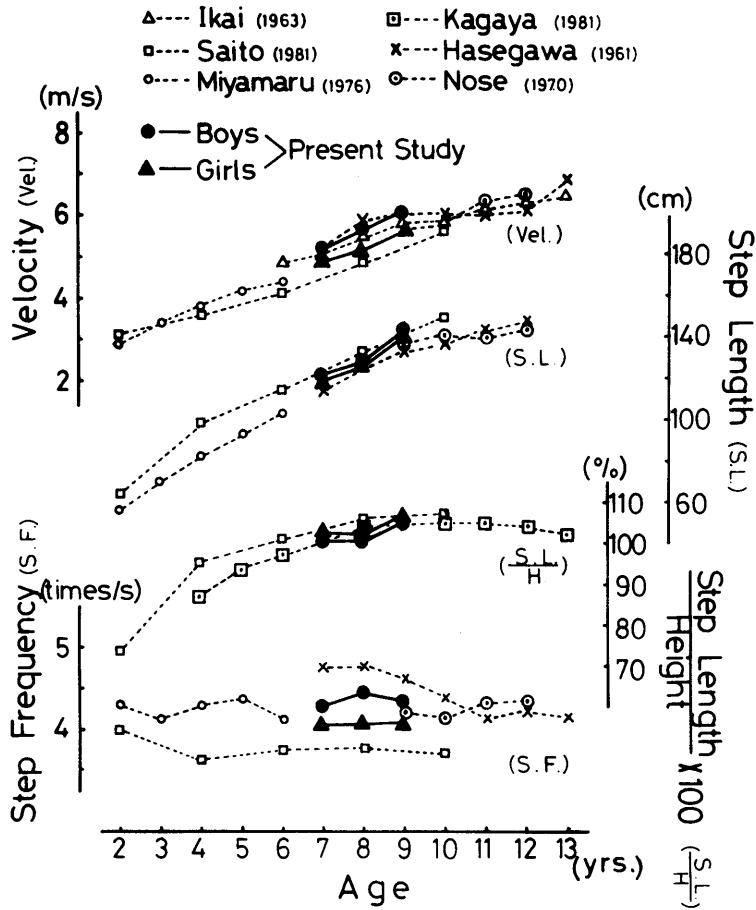 Ikai (1963)
Kagaya (1981)
Saito (1981)
Hasegawa (1961)
Miyamaru (1976)
Nose (1970)
(m/s)
Boys
Girls
Present Study
Velocity (Vel.)
8
6
4
2
(Vel.)
(cm)
180
140
100
60
Step Length (S.L.)
(S.L.)
(%)
110
100
90
80
70
(S.L./H)
Step Length
Height
X100 (S.L./H)
Step Frequency (S.F.)
(times/s)
5
4
(S.F.)
2 3 4 5 6 7 8 9 10 11 12 13
(yrs.)
Age